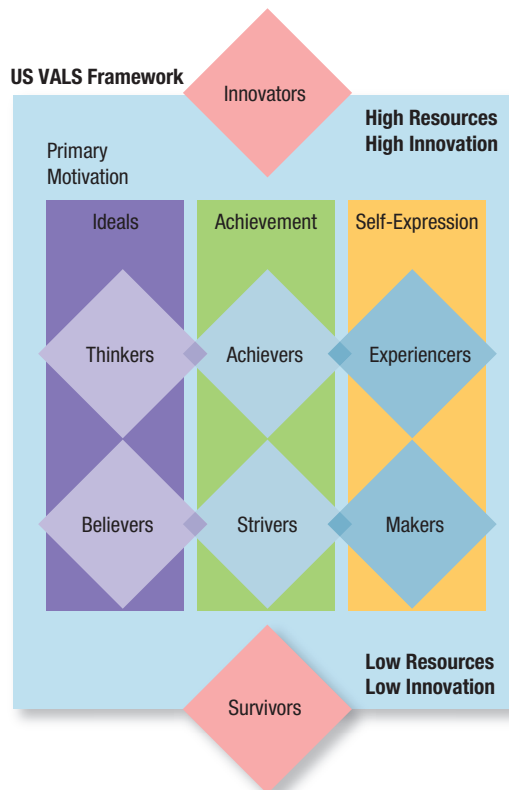 US VALS Framework
Innovators
High Resources
High Innovation
Primary
Motivation
Ideals
Achievement
Self-Expression
Thinkers
Achievers
Experiencers
Believers
Strivers
Makers
Low Resources
Low Innovation
Survivors